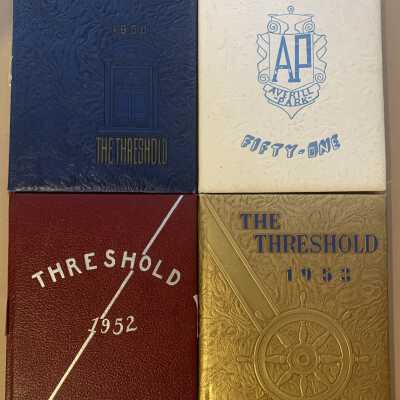 1950
THE THRESHOLD
AP
AVERILL
PARK
FIFTY-ONE
THRESHOLD
1952
THE
THRESHOLD
1953